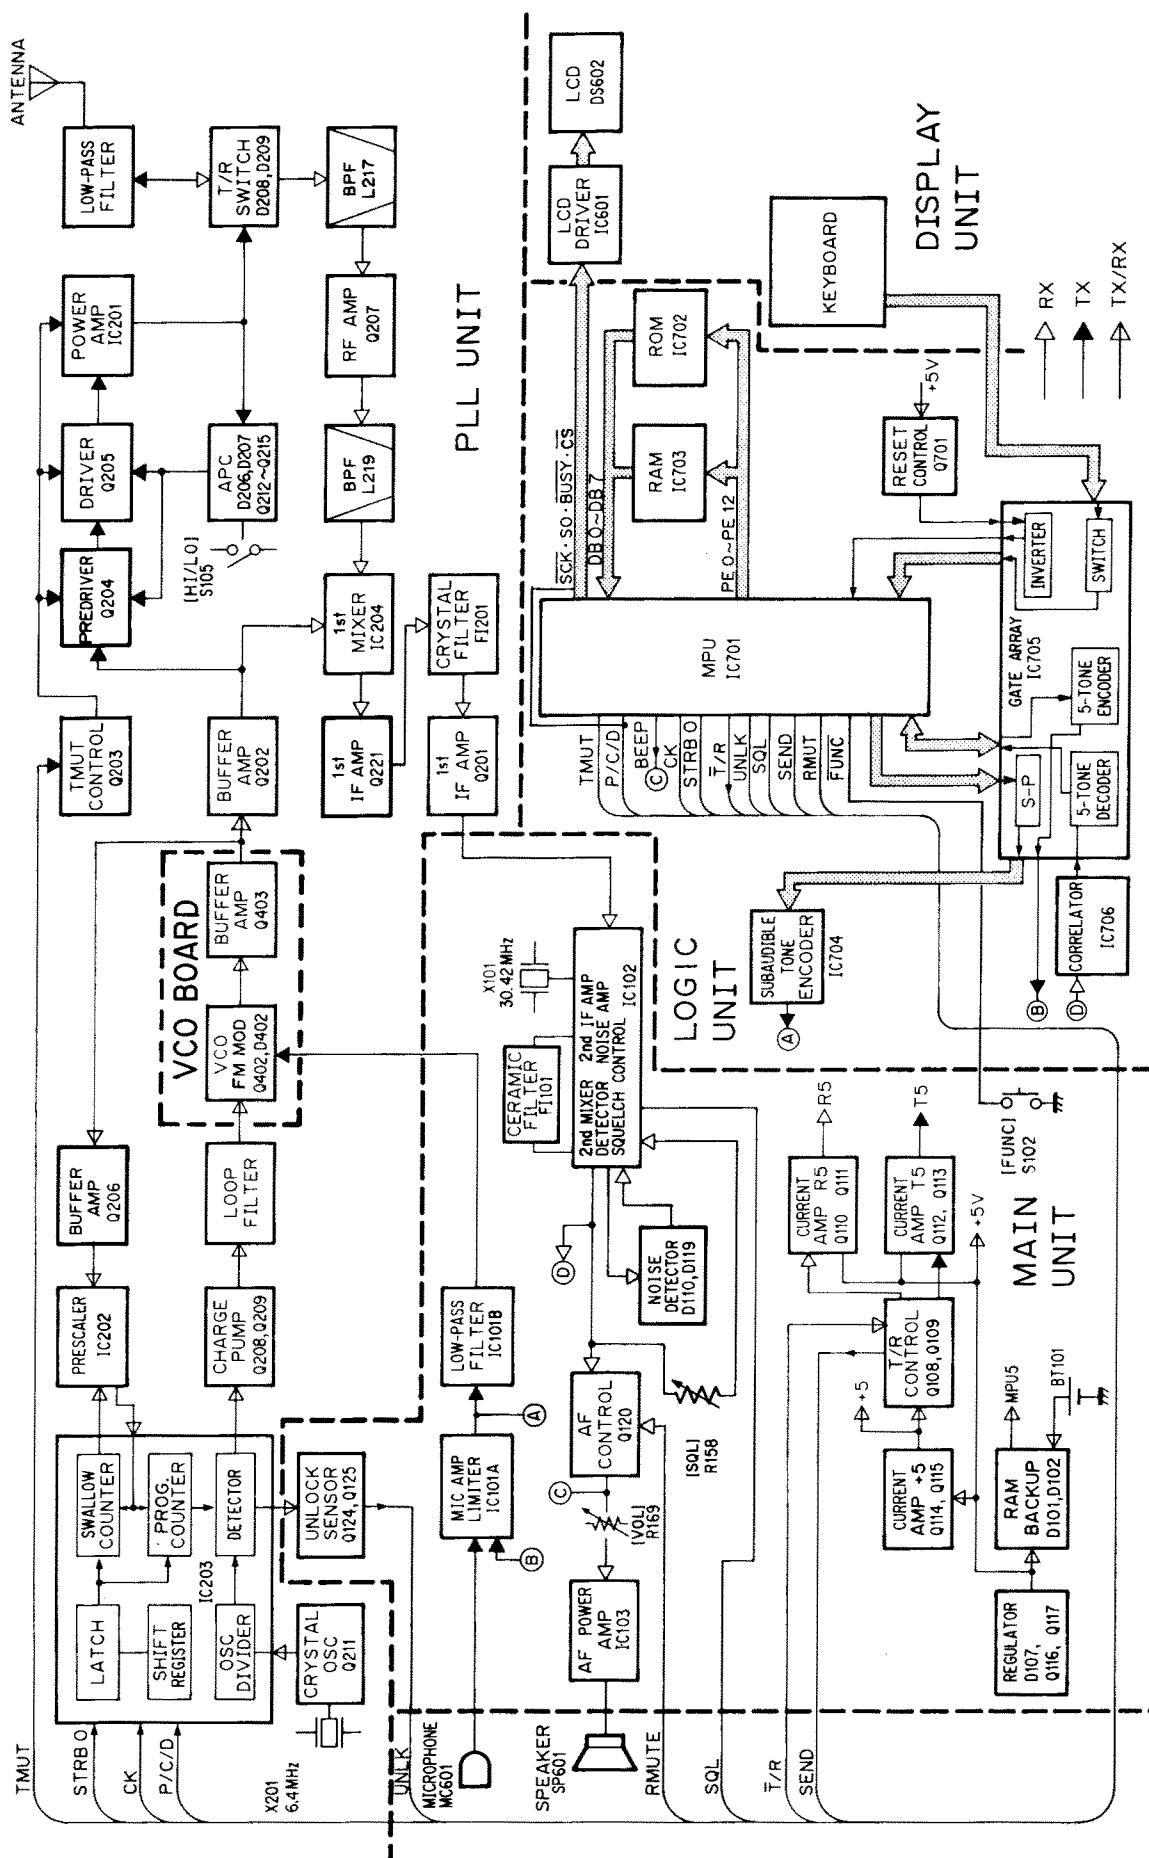 ANTENNA
LOW-PASS
FILTER
T/R
SWITCH
D208,D209
BPF
L217
POWER
AMP
IC201
RF AMP
Q207
DRIVER
Q205
APC
D206,D207
Q212~Q215
BPF
L219
[HI/LO]
S105
PREDRIVER
Q204
1st
MIXER
IC204
CRYSTAL
FILTER
FI201
TMUT
CONTROL
Q203
BUFFER
AMP
Q202
1st
IF AMP
Q221
1st
IF AMP
Q201
PLL UNIT
VCO BOARD
BUFFER
AMP
Q403
VCO
FM MOD
Q402,D402
BUFFER
AMP
Q206
LOOP
FILTER
PRESCALER
IC202
CHARGE
PUMP
Q208,Q209
SWALLOW
COUNTER
PROG.
COUNTER
DETECTOR
IC203
LATCH
SHIFT
REGISTER
OSC
DIVIDER
UNLOCK
SENSOR
Q124,Q125
CRYSTAL
OSC
Q211
X201
6.4MHz
TMUT
STRB0
CK
P/C/D
UNLK
MICROPHONE
MC601
SPEAKER
SP601
RMUTE
SQL
T̅/R
SEND
LOW-PASS
FILTER
IC101B
MIC AMP
LIMITER
IC101A
A
B
X101
30.42MHz
CERAMIC
FILTER
FI101
2nd MIXER 2nd IF AMP
DETECTOR NOISE AMP
SQUELCH CONTROL
IC102
D
NOISE
DETECTOR
D110,D119
AF
CONTROL
Q120
[SQL]
R158
C
[VOL]
R169
AF POWER
AMP
IC103
CURRENT
AMP R5
Q110 Q111
R5
CURRENT
AMP T5
Q112, Q113
T5
[FUNC]
S102
MAIN
UNIT
T/R
CONTROL
Q108,Q109
+5V
+5
CURRENT
AMP +5
Q114, Q115
RAM
BACKUP
D101,D102
MPU5
BT101
REGULATOR
D107,
Q116, Q117
LCD
DS602
LCD
DRIVER
IC601
DISPLAY
UNIT
KEYBOARD
RX
TX
TX/RX
S̅C̅K̅·SO·B̅U̅S̅Y̅·C̅S̅
DB0~DB7
ROM
IC702
RAM
IC703
PE0~PE12
RESET
CONTROL
Q701
+5V
MPU
IC701
TMUT
P/C/D
BEEP
C
CK
STRB0
T̅/R
UNLK
SQL
SEND
RMUT
F̅U̅N̅C̅
INVERTER
SWITCH
GATE ARRAY
IC705
5-TONE
ENCODER
S-P
5-TONE
DECODER
LOGIC
UNIT
SUBAUDIBLE
TONE
ENCODER
IC704
A
B
CORRELATOR
IC706
D